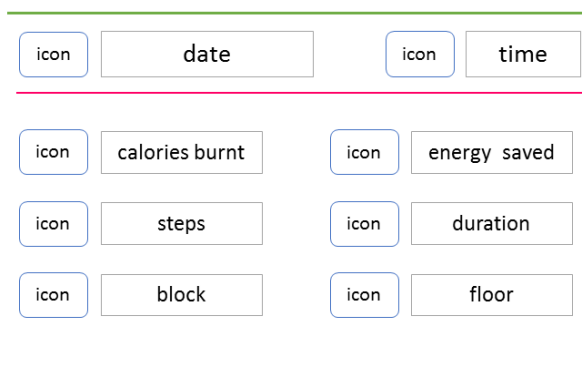 icon date icon time
icon calories burnt icon energy saved
icon steps icon duration
icon block icon floor